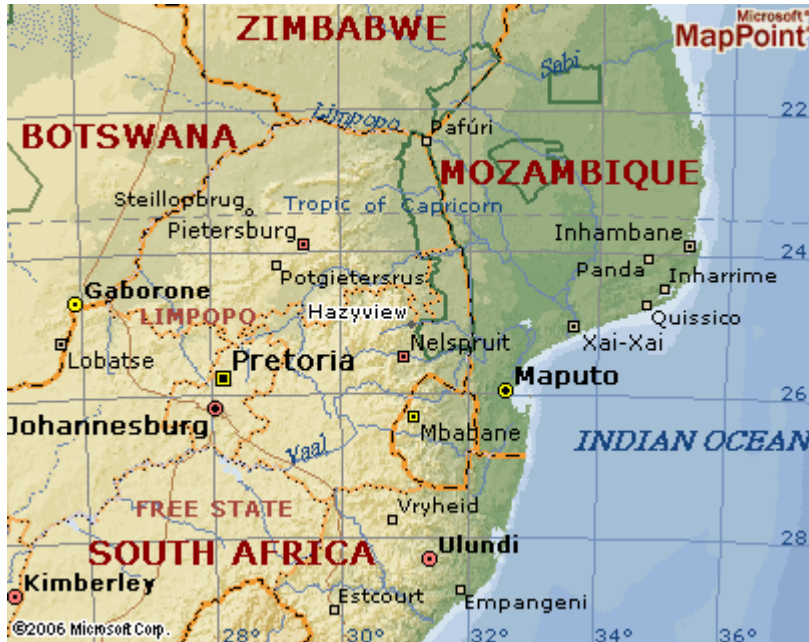 Microsoft®
MapPoint®
ZIMBABWE
Sabi
Limpopo
22
BOTSWANA
Pafúri
MOZAMBIQUE
Steilloopbrug
Tropic of Capricorn
Pietersburg
Inhambane
24
Potgietersrus
Panda
Inharrime
Gaborone
LIMPOPO
Hazyview
Quissico
Lobatse
Nelspruit
Xai-Xai
Pretoria
Maputo
26
Johannesburg
Mbabane
Vaal
INDIAN OCEAN
FREE STATE
Vryheid
28
SOUTH AFRICA
Ulundi
Kimberley
Estcourt
Empangeni
©2006 Microsoft Corp.
28°
30°
32°
34°
36°